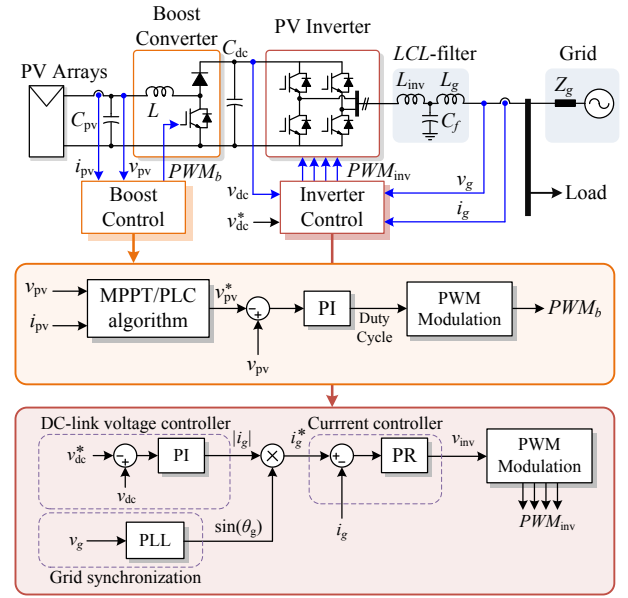 Boost
Converter
PV Inverter
LCL-filter
Grid
PV Arrays
C_dc
L_inv
L_g
Z_g
L
C_pv
C_f
i_pv
v_pv
PWM_b
PWM_inv
v_dc
v_g
Boost
Control
Inverter
Control
Load
v_dc^*
i_g
v_pv
i_pv
MPPT/PLC
algorithm
v_pv^*
+
−
PI
Duty
Cycle
PWM
Modulation
PWM_b
v_pv
DC-link voltage controller
|i_g|
i_g^*
Currrent controller
v_inv
v_dc^*
−
+
PI
×
+
−
PR
PWM
Modulation
v_dc
sin(θ_g)
i_g
PWM_inv
v_g
PLL
Grid synchronization